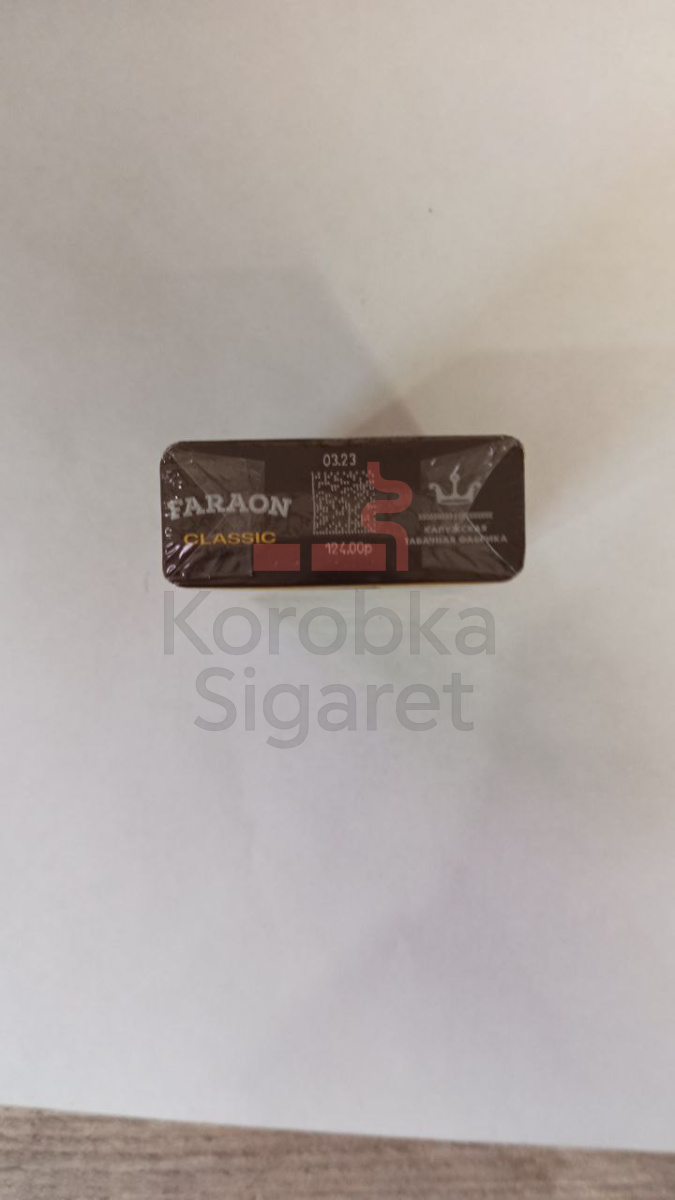 03.23
FARAON
CLASSIC
124.00р
КАЛУЖСКАЯ
ТАБАЧНАЯ ФАБРИКА
Korobka
Sigaret